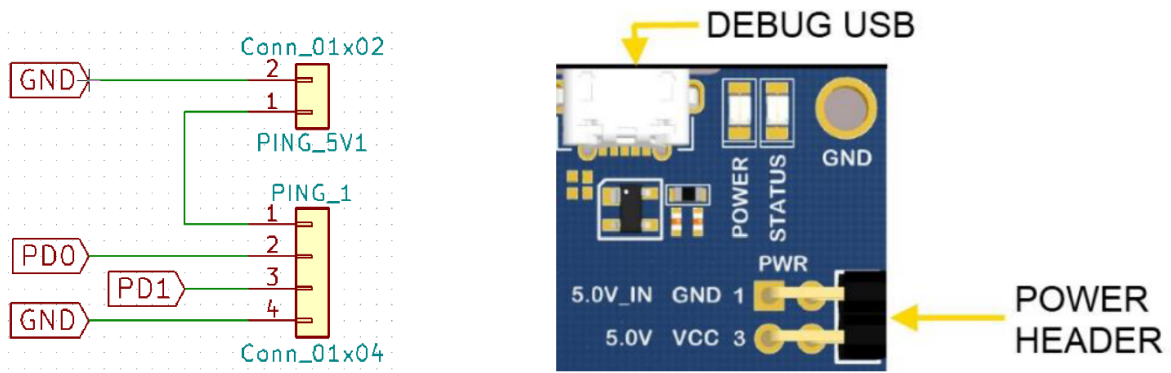 Conn_01x02
GND
2
1
PING_5V1
PING_1
1
PD0
2
PD1
3
GND
4
Conn_01x04
DEBUG USB
POWER
STATUS
GND
PWR
5.0V_IN GND 1
5.0V VCC 3
POWER
HEADER